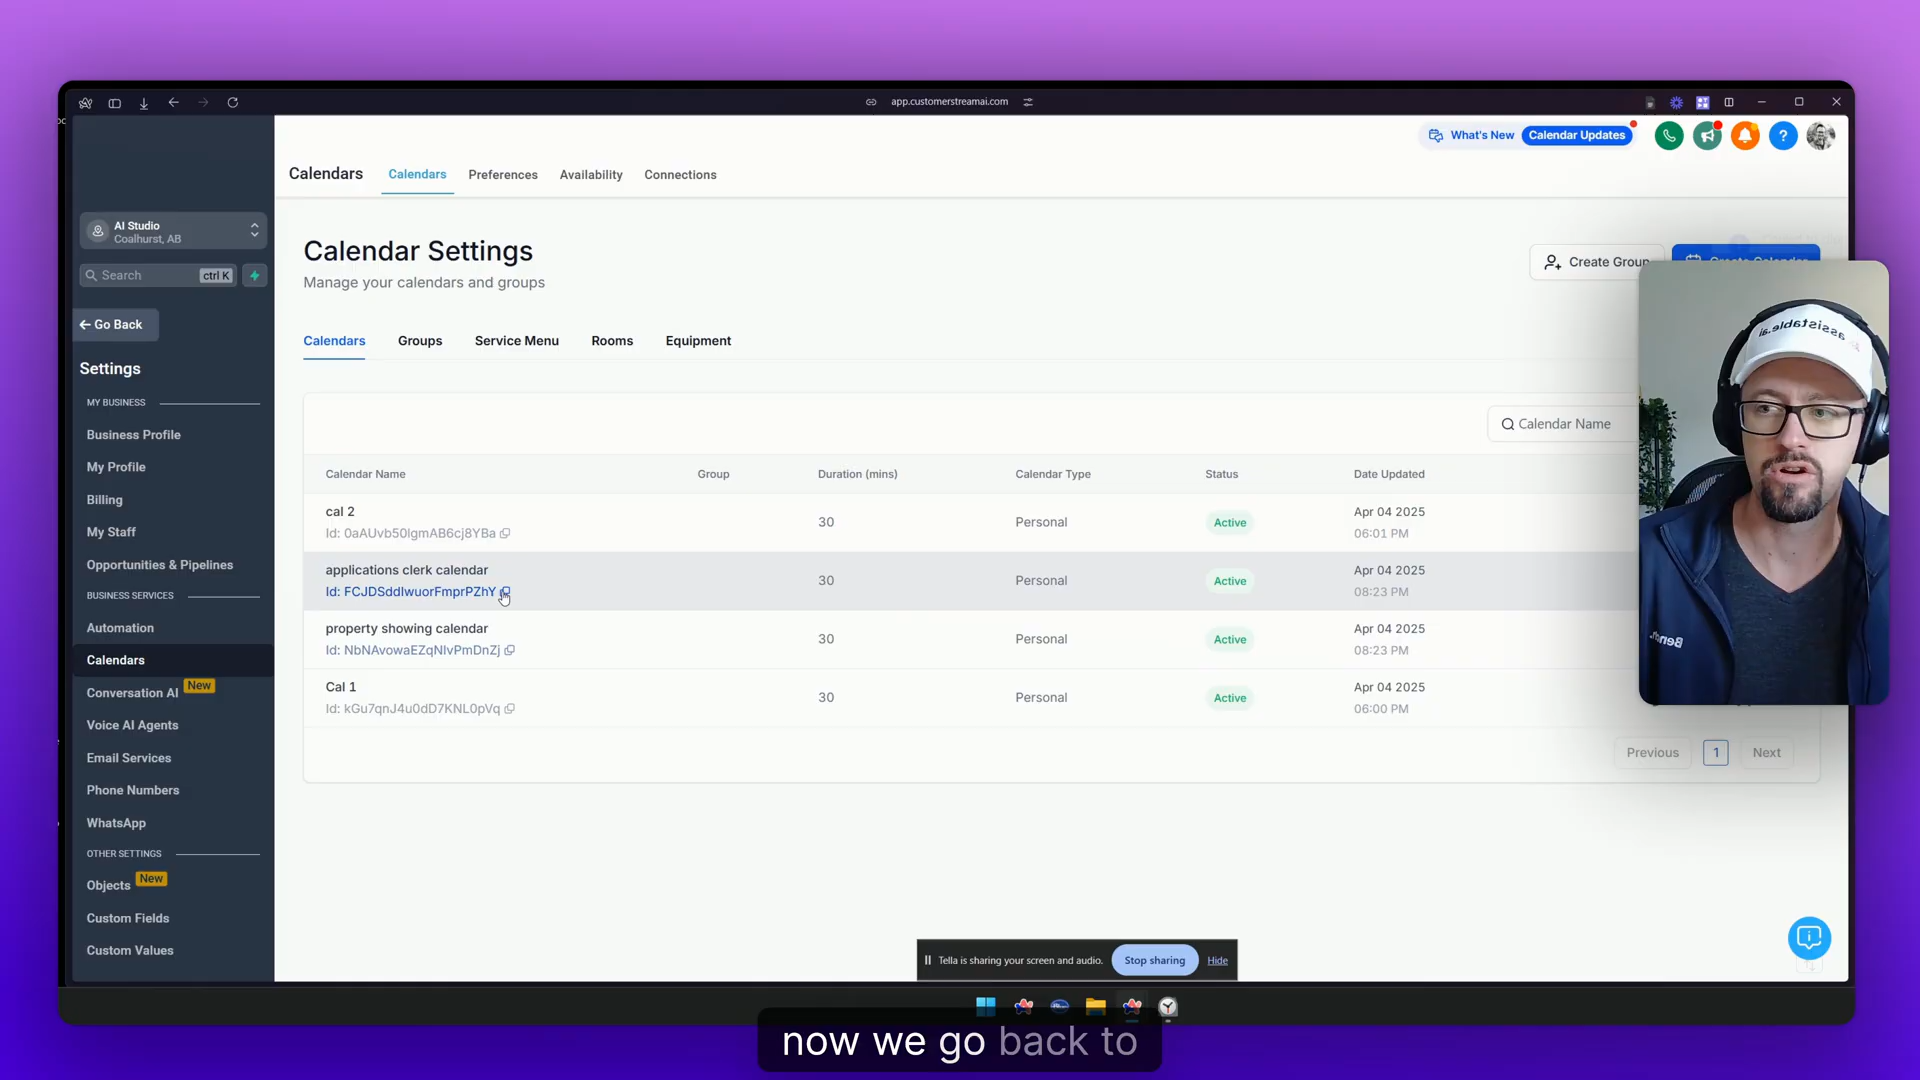 app.customerstreamai.com
What's New
Calendar Updates
Calendars
Calendars
Preferences
Availability
Connections
AI Studio
Coalhurst, AB
Search
ctrl K
Go Back
Settings
MY BUSINESS
Business Profile
My Profile
Billing
My Staff
Opportunities & Pipelines
BUSINESS SERVICES
Automation
Calendars
Conversation AI
New
Voice AI Agents
Email Services
Phone Numbers
WhatsApp
OTHER SETTINGS
Objects
New
Custom Fields
Custom Values
Calendar Settings
Manage your calendars and groups
Create Group
Create Calendar
Calendars
Groups
Service Menu
Rooms
Equipment
Calendar Name
Calendar Name
Group
Duration (mins)
Calendar Type
Status
Date Updated
cal 2
Id: 0aAUvb50lgmAB6cj8YBa
30
Personal
Active
Apr 04 2025
06:01 PM
applications clerk calendar
Id: FCJDSddIwuorFmprPZhY
30
Personal
Active
Apr 04 2025
08:23 PM
property showing calendar
Id: NbNAvowaEZqNIvPmDnZj
30
Personal
Active
Apr 04 2025
08:23 PM
Cal 1
Id: kGu7qnJ4u0dD7KNL0pVq
30
Personal
Active
Apr 04 2025
06:00 PM
Previous
1
Next
assistable.ai
Bench.
Tella is sharing your screen and audio.
Stop sharing
Hide
now we go back to